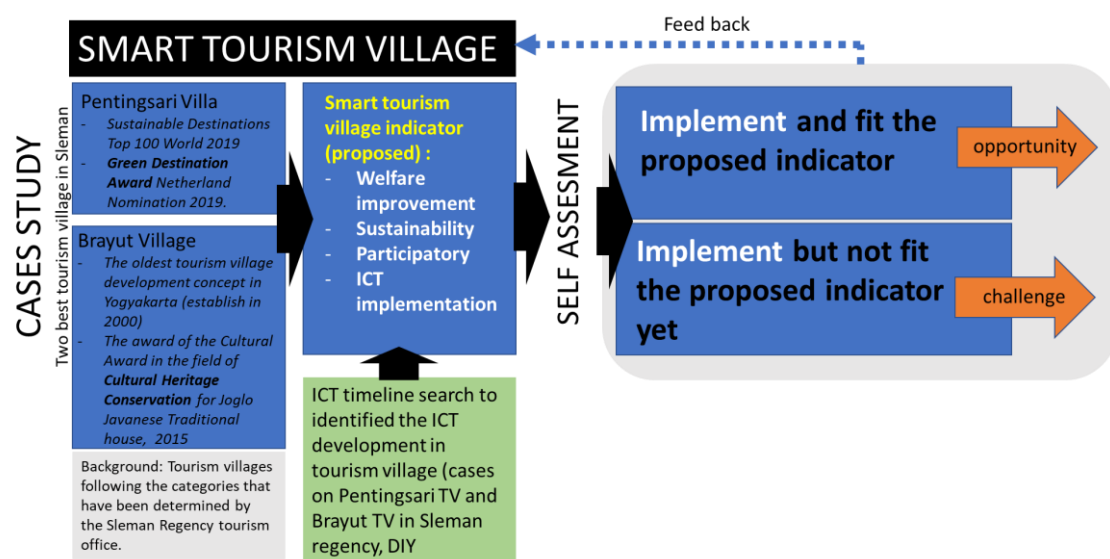 Feed back
SMART TOURISM VILLAGE
CASES STUDY
Two best tourism village in Sleman
Pentingsari Villa
- Sustainable Destinations
Top 100 World 2019
- Green Destination
Award Netherland
Nomination 2019.
Brayut Village
- The oldest tourism village
development concept in
Yogyakarta (establish in
2000)
- The award of the Cultural
Award in the field of
Cultural Heritage
Conservation for Joglo
Javanese Traditional
house, 2015
Background: Tourism villages
following the categories that
have been determined by
the Sleman Regency tourism
office.
Smart tourism
village indicator
(proposed) :
- Welfare
improvement
- Sustainability
- Participatory
- ICT
implementation
ICT timeline search to
identified the ICT
development in
tourism village (cases
on Pentingsari TV and
Brayut TV in Sleman
regency, DIY
SELF ASSESMENT
Implement and fit the
proposed indicator
opportunity
Implement but not fit
the proposed indicator
yet
challenge